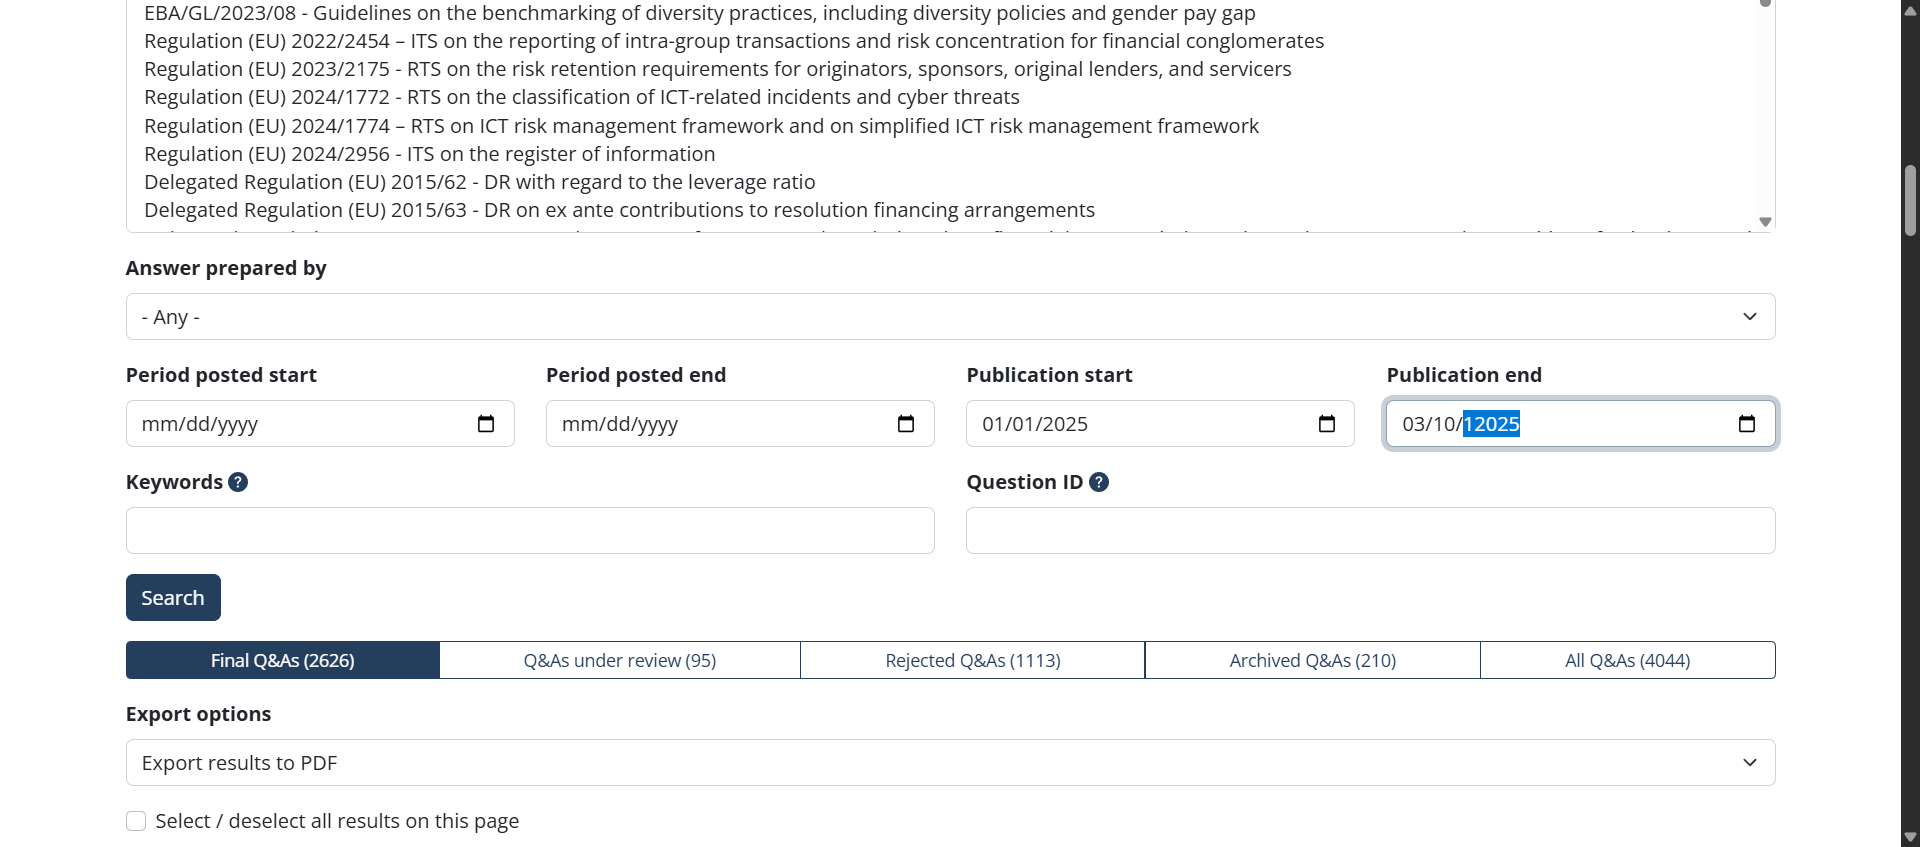 EBA/GL/2023/08 - Guidelines on the benchmarking of diversity practices, including diversity policies and gender pay gap
Regulation (EU) 2022/2454 – ITS on the reporting of intra-group transactions and risk concentration for financial conglomerates
Regulation (EU) 2023/2175 - RTS on the risk retention requirements for originators, sponsors, original lenders, and servicers
Regulation (EU) 2024/1772 - RTS on the classification of ICT-related incidents and cyber threats
Regulation (EU) 2024/1774 – RTS on ICT risk management framework and on simplified ICT risk management framework
Regulation (EU) 2024/2956 - ITS on the register of information
Delegated Regulation (EU) 2015/62 - DR with regard to the leverage ratio
Delegated Regulation (EU) 2015/63 - DR on ex ante contributions to resolution financing arrangements
Answer prepared by
- Any -
Period posted start Period posted end Publication start Publication end
mm/dd/yyyy mm/dd/yyyy 01/01/2025 03/10/12025
Keywords ? Question ID ?
Search
Final Q&As (2626) Q&As under review (95) Rejected Q&As (1113) Archived Q&As (210) All Q&As (4044)
Export options
Export results to PDF
Select / deselect all results on this page